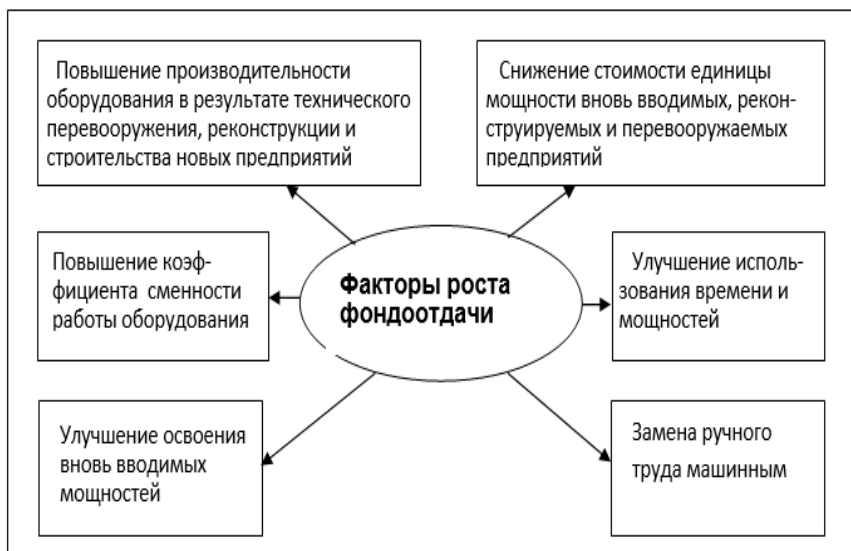 Повышение производительности
оборудования в результате технического
перевооружения, реконструкции и
строительства новых предприятий
Снижение стоимости единицы
мощности вновь вводимых, рекон-
струируемых и перевооружаемых
предприятий
Повышение коэф-
фициента сменности
работы оборудования
Факторы роста
фондоотдачи
Улучшение исполь-
зования времени и
мощностей
Улучшение освоения
вновь вводимых
мощностей
Замена ручного
труда машинным